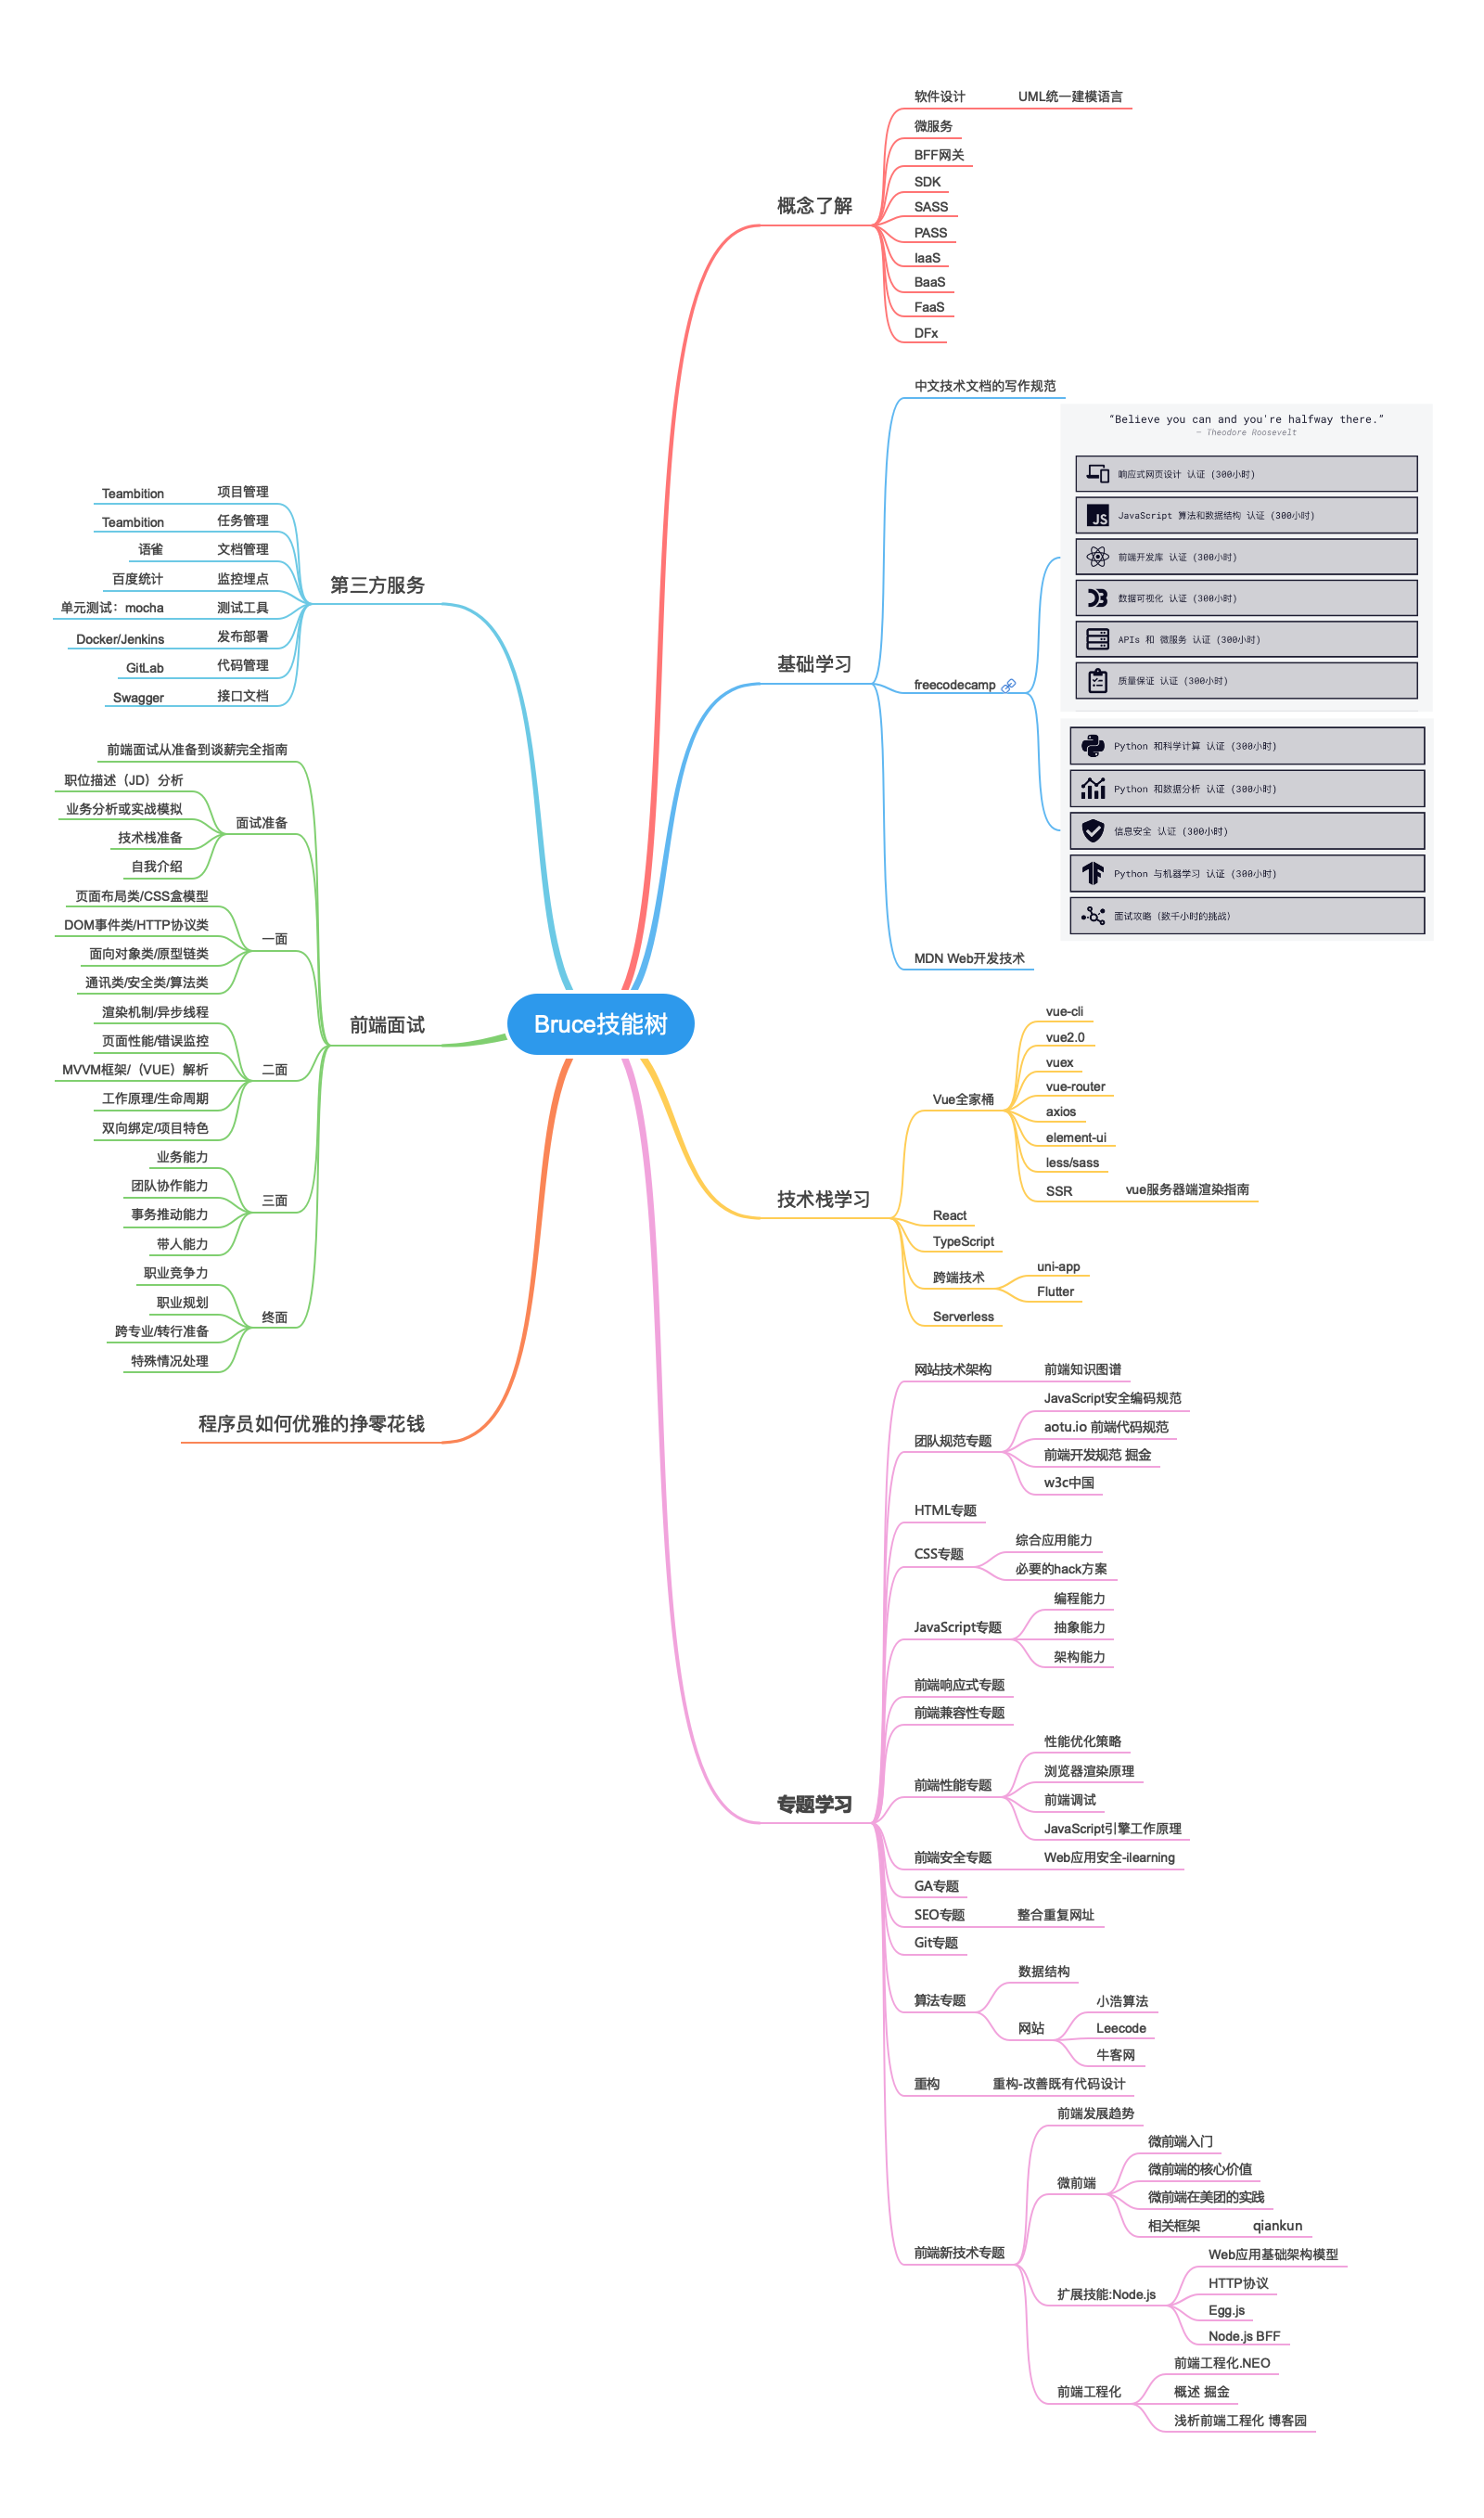 Bruce技能树
概念了解
软件设计
UML统一建模语言
微服务
BFF网关
SDK
SASS
PASS
IaaS
BaaS
FaaS
DFx
基础学习
中文技术文档的写作规范
freecodecamp
“Believe you can and you're halfway there.”
— Theodore Roosevelt
响应式网页设计 认证 (300小时)
JavaScript 算法和数据结构 认证 (300小时)
前端开发库 认证 (300小时)
数据可视化 认证 (300小时)
APIs 和 微服务 认证 (300小时)
质量保证 认证 (300小时)
Python 和科学计算 认证 (300小时)
Python 和数据分析 认证 (300小时)
信息安全 认证 (300小时)
Python 与机器学习 认证 (300小时)
面试攻略 (数千小时的挑战)
MDN Web开发技术
技术栈学习
Vue全家桶
vue-cli
vue2.0
vuex
vue-router
axios
element-ui
less/sass
SSR
vue服务器端渲染指南
React
TypeScript
跨端技术
uni-app
Flutter
Serverless
专题学习
网站技术架构
前端知识图谱
团队规范专题
JavaScript安全编码规范
aotu.io 前端代码规范
前端开发规范 掘金
w3c中国
HTML专题
CSS专题
综合应用能力
必要的hack方案
JavaScript专题
编程能力
抽象能力
架构能力
前端响应式专题
前端兼容性专题
前端性能专题
性能优化策略
浏览器渲染原理
前端调试
JavaScript引擎工作原理
前端安全专题
Web应用安全-ilearning
GA专题
SEO专题
整合重复网址
Git专题
算法专题
数据结构
网站
小浩算法
Leecode
牛客网
重构
重构-改善既有代码设计
前端新技术专题
前端发展趋势
微前端
微前端入门
微前端的核心价值
微前端在美团的实践
相关框架
qiankun
扩展技能:Node.js
Web应用基础架构模型
HTTP协议
Egg.js
Node.js BFF
前端工程化
前端工程化.NEO
概述 掘金
浅析前端工程化 博客园
第三方服务
项目管理
Teambition
任务管理
Teambition
文档管理
语雀
监控埋点
百度统计
测试工具
单元测试：mocha
发布部署
Docker/Jenkins
代码管理
GitLab
接口文档
Swagger
前端面试
前端面试从准备到谈薪完全指南
面试准备
职位描述（JD）分析
业务分析或实战模拟
技术栈准备
自我介绍
一面
页面布局类/CSS盒模型
DOM事件类/HTTP协议类
面向对象类/原型链类
通讯类/安全类/算法类
二面
渲染机制/异步线程
页面性能/错误监控
MVVM框架/（VUE）解析
工作原理/生命周期
双向绑定/项目特色
三面
业务能力
团队协作能力
事务推动能力
带人能力
终面
职业竞争力
职业规划
跨专业/转行准备
特殊情况处理
程序员如何优雅的挣零花钱